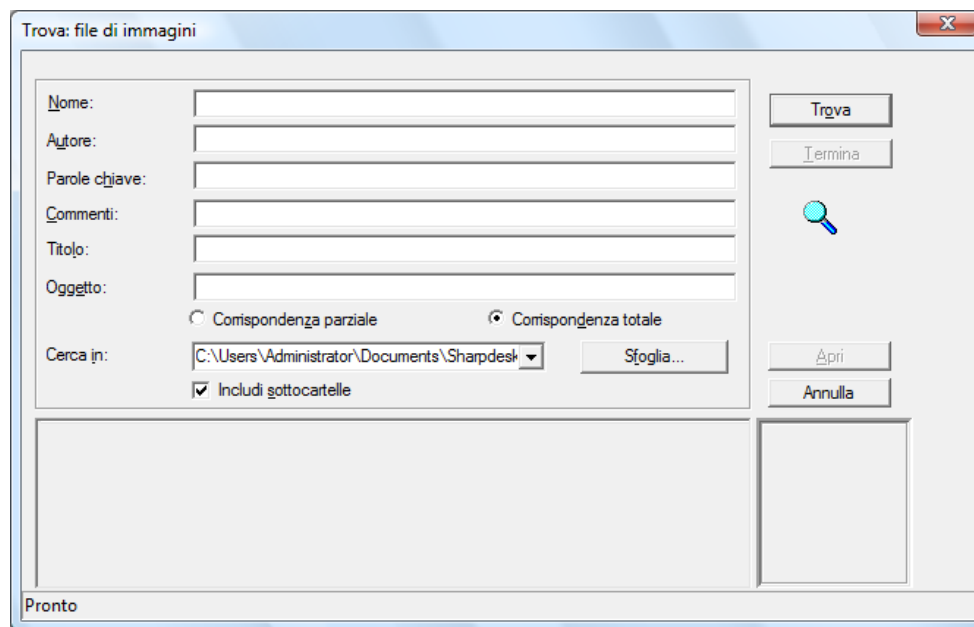 Trova: file di immagini
Nome:
Trova
Autore:
Termina
Parole chiave:
Commenti:
Titolo:
Oggetto:
Corrispondenza parziale
Corrispondenza totale
Cerca in:
C:\Users\Administrator\Documents\Sharpdesk
Sfoglia...
Apri
Includi sottocartelle
Annulla
Pronto